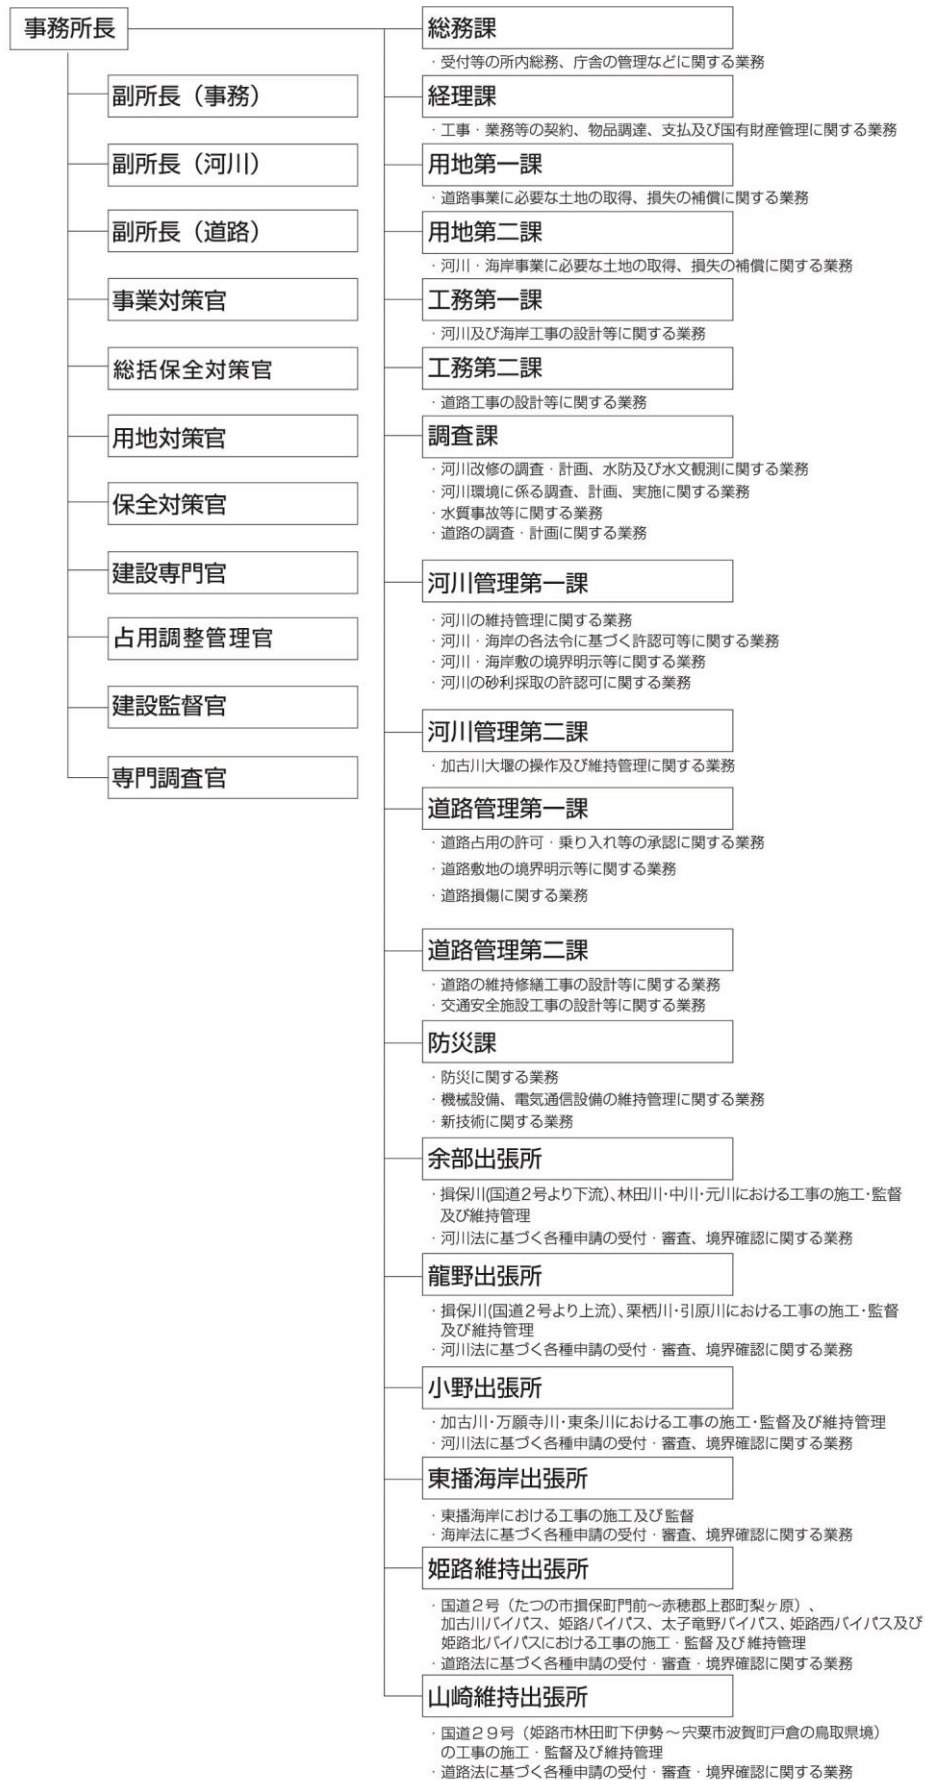 事務所長
副所長（事務）
副所長（河川）
副所長（道路）
事業対策官
総括保全対策官
用地対策官
保全対策官
建設専門官
占用調整管理官
建設監督官
専門調査官
総務課
・受付等の所内総務、庁舎の管理などに関する業務
経理課
・工事・業務等の契約、物品調達、支払及び国有財産管理に関する業務
用地第一課
・道路事業に必要な土地の取得、損失の補償に関する業務
用地第二課
・河川・海岸事業に必要な土地の取得、損失の補償に関する業務
工務第一課
・河川及び海岸工事の設計等に関する業務
工務第二課
・道路工事の設計等に関する業務
調査課
・河川改修の調査・計画、水防及び水文観測に関する業務
・河川環境に係る調査、計画、実施に関する業務
・水質事故等に関する業務
・道路の調査・計画に関する業務
河川管理第一課
・河川の維持管理に関する業務
・河川・海岸の各法令に基づく許認可等に関する業務
・河川・海岸敷の境界明示等に関する業務
・河川の砂利採取の許認可に関する業務
河川管理第二課
・加古川大堰の操作及び維持管理に関する業務
道路管理第一課
・道路占用の許可・乗り入れ等の承認に関する業務
・道路敷地の境界明示等に関する業務
・道路損傷に関する業務
道路管理第二課
・道路の維持修繕工事の設計等に関する業務
・交通安全施設工事の設計等に関する業務
防災課
・防災に関する業務
・機械設備、電気通信設備の維持管理に関する業務
・新技術に関する業務
余部出張所
・揖保川(国道２号より下流)、林田川・中川・元川における工事の施工・監督
及び維持管理
・河川法に基づく各種申請の受付・審査、境界確認に関する業務
龍野出張所
・揖保川(国道２号より上流)、栗栖川・引原川における工事の施工・監督
及び維持管理
・河川法に基づく各種申請の受付・審査、境界確認に関する業務
小野出張所
・加古川・万願寺川・東条川における工事の施工・監督及び維持管理
・河川法に基づく各種申請の受付・審査、境界確認に関する業務
東播海岸出張所
・東播海岸における工事の施工及び監督
・海岸法に基づく各種申請の受付・審査、境界確認に関する業務
姫路維持出張所
・国道２号（たつの市揖保町門前～赤穂郡上郡町梨ヶ原）、
加古川バイパス、姫路バイパス、太子竜野バイパス、姫路西バイパス及び
姫路北バイパスにおける工事の施工・監督及び維持管理
・道路法に基づく各種申請の受付・審査・境界確認に関する業務
山崎維持出張所
・国道２９号（姫路市林田町下伊勢～宍粟市波賀町戸倉の鳥取県境）
の工事の施工・監督及び維持管理
・道路法に基づく各種申請の受付・審査・境界確認に関する業務